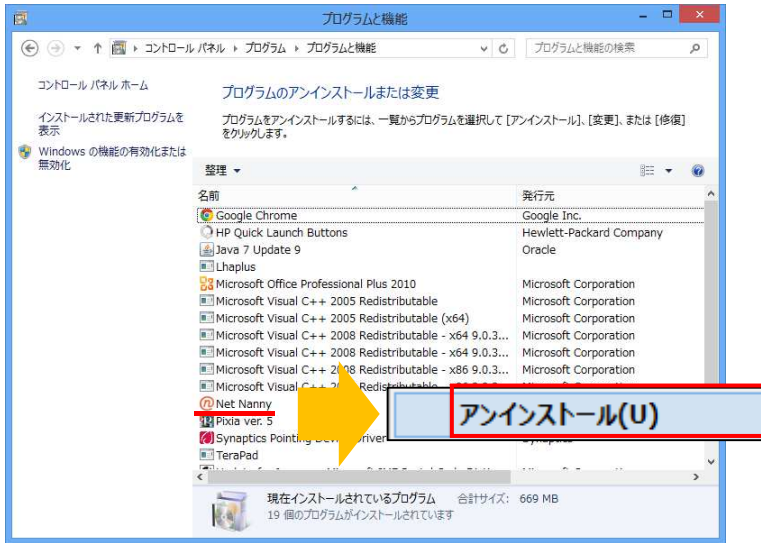 プログラムと機能
コントロール パネル プログラム プログラムと機能
プログラムと機能の検索
コントロール パネル ホーム
インストールされた更新プログラムを
表示
Windows の機能の有効化または
無効化
プログラムのアンインストールまたは変更
プログラムをアンインストールするには、一覧からプログラムを選択して [アンインストール]、[変更]、または [修復]
をクリックします。
整理
名前 発行元
Google Chrome Google Inc.
HP Quick Launch Buttons Hewlett-Packard Company
Java 7 Update 9 Oracle
Lhaplus
Microsoft Office Professional Plus 2010 Microsoft Corporation
Microsoft Visual C++ 2005 Redistributable Microsoft Corporation
Microsoft Visual C++ 2005 Redistributable (x64) Microsoft Corporation
Microsoft Visual C++ 2008 Redistributable - x64 9.0.3... Microsoft Corporation
Microsoft Visual C++ 2008 Redistributable - x64 9.0.3... Microsoft Corporation
Microsoft Visual C++ 2008 Redistributable - x86 9.0.3... Microsoft Corporation
Microsoft Visual C++ Redistributable
Net Nanny
アンインストール(U)
Pixia ver. 5
Synaptics Pointing Driver Synaptics
TeraPad
現在インストールされているプログラム 合計サイズ: 669 MB
19 個のプログラムがインストールされています